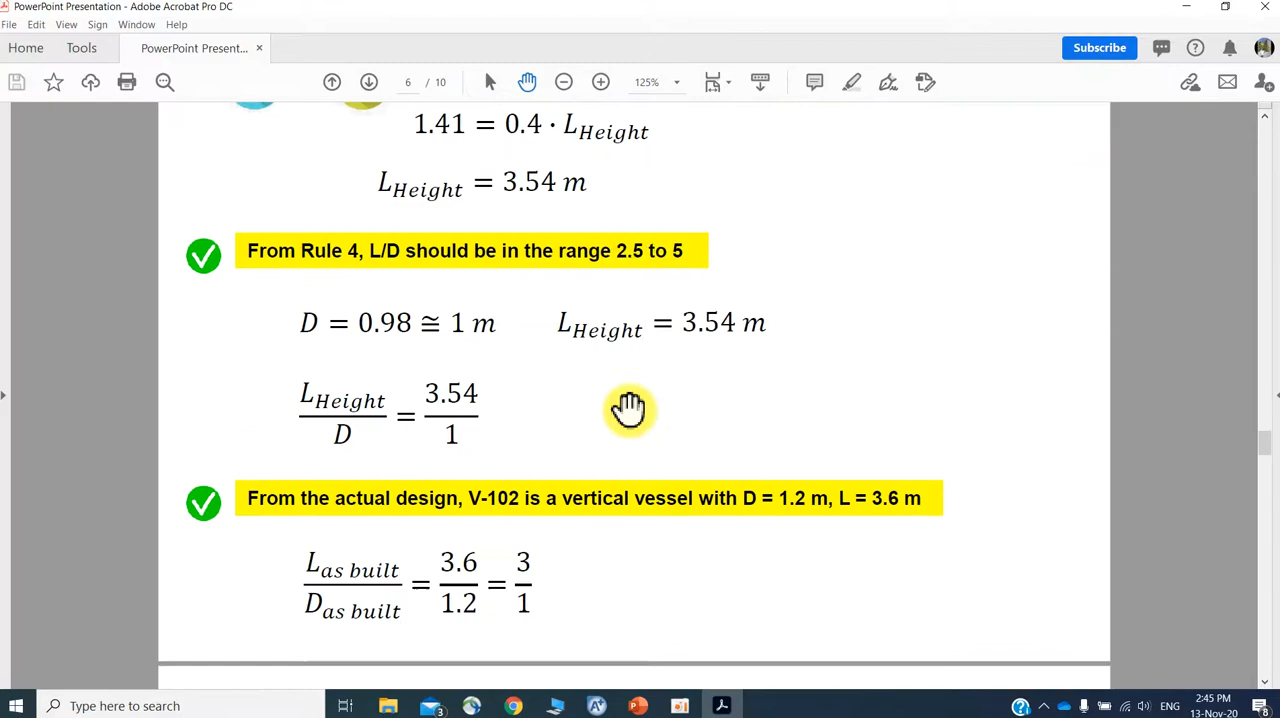 PowerPoint Presentation - Adobe Acrobat Pro DC
File Edit View Sign Window Help
Home Tools PowerPoint Present... × Subscribe
6 / 10 125%
1.41 = 0.4 · L_Height
L_Height = 3.54 m
From Rule 4, L/D should be in the range 2.5 to 5
D = 0.98 ≅ 1 m L_Height = 3.54 m
L_Height / D = 3.54 / 1
From the actual design, V-102 is a vertical vessel with D = 1.2 m, L = 3.6 m
L_as built / D_as built = 3.6 / 1.2 = 3 / 1
Type here to search 3 ENG 2:45 PM
13-Nov-20 8